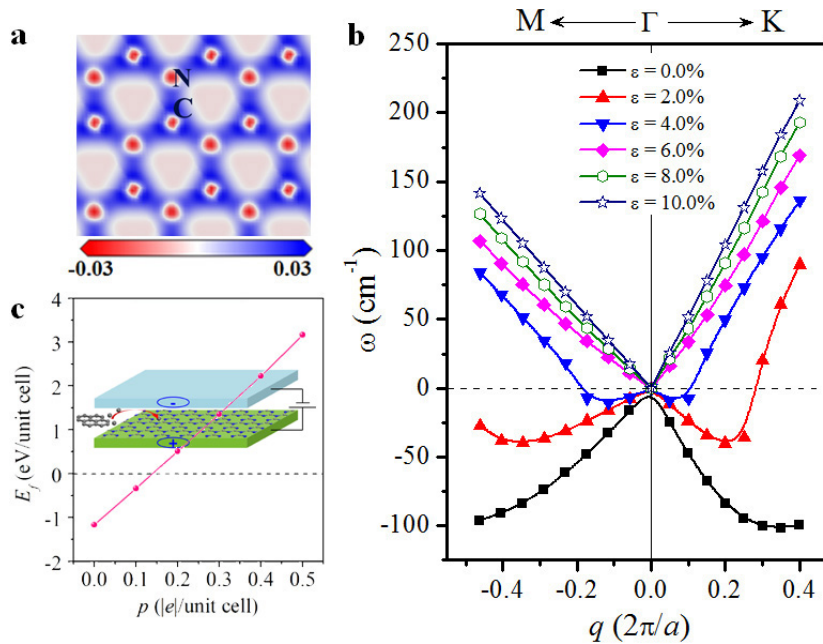 a
N
C
-0.03 0.03
b
M Γ K
ε = 0.0%
ε = 2.0%
ε = 4.0%
ε = 6.0%
ε = 8.0%
ε = 10.0%
250
200
150
100
50
0
-50
-100
ω (cm⁻¹)
-0.4 -0.2 0.0 0.2 0.4
q (2π/a)
c
4
3
2
1
0
-1
-2
E_f (eV/unit cell)
-
+
0.0 0.1 0.2 0.3 0.4 0.5
p (|e|/unit cell)